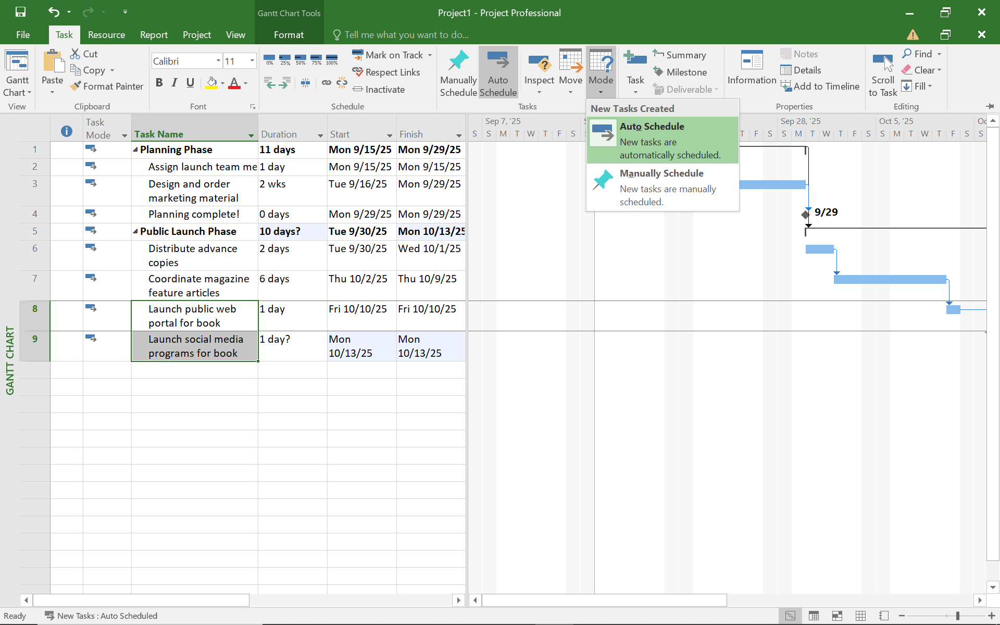 Gantt Chart Tools
Project1 - Project Professional
File
Task
Resource
Report
Project
View
Format
Tell me what you want to do...
Gantt
Chart
View
Paste
Cut
Copy
Format Painter
Clipboard
Calibri
11
B I U
A
Font
0% 25% 50% 75% 100%
Mark on Track
Respect Links
Inactivate
Schedule
Manually
Schedule
Auto
Schedule
Inspect
Move
Mode
Tasks
Task
Summary
Milestone
Deliverable
Information
Notes
Details
Add to Timeline
Properties
Scroll
to Task
Find
Clear
Fill
Editing
New Tasks Created
Auto Schedule
New tasks are
automatically scheduled.
Manually Schedule
New tasks are manually
scheduled.
GANTT CHART
Task
Mode
Task Name
Duration
Start
Finish
1 Planning Phase 11 days Mon 9/15/25 Mon 9/29/25
2 Assign launch team me 1 day Mon 9/15/25 Mon 9/15/25
3 Design and order 2 wks Tue 9/16/25 Mon 9/29/25
marketing material
4 Planning complete! 0 days Mon 9/29/25 Mon 9/29/25
5 Public Launch Phase 10 days? Tue 9/30/25 Mon 10/13/25
6 Distribute advance 2 days Tue 9/30/25 Wed 10/1/25
copies
7 Coordinate magazine 6 days Thu 10/2/25 Thu 10/9/25
feature articles
8 Launch public web 1 day Fri 10/10/25 Fri 10/10/25
portal for book
9 Launch social media 1 day? Mon Mon
programs for book 10/13/25 10/13/25
Sep 7, '25
Sep 28, '25
Oct 5, '25
S S M T W T F S
T F S S M T W T F S S M T W T F S S
9/29
Ready
New Tasks : Auto Scheduled